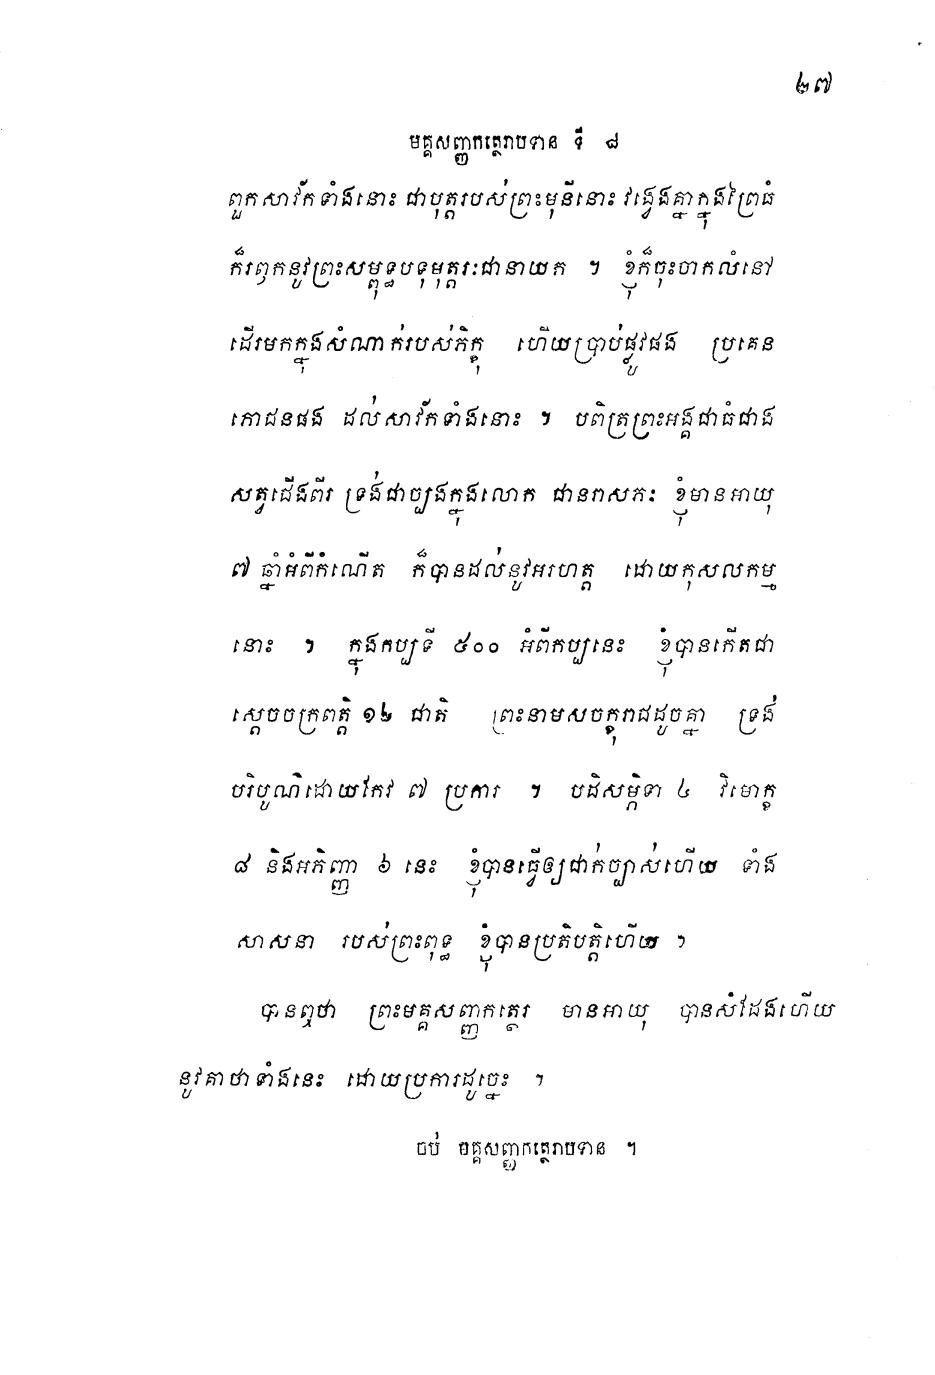 ២៧
មគ្គសញ្ញកត្ថេរាបទាន ទី ៨
ពួកសាវ័កទាំងនោះ ជាបុត្តរបស់ព្រះមុនីនោះ វង្វេងគ្នាក្នុងព្រៃធំ
ក៏រឭកនូវព្រះសម្ពុទ្ធបទុមុត្តរៈជានាយក ។ ខ្ញុំក៏ចុះចាកលំនៅ
ដើរមកក្នុងសំណាក់របស់ភិក្ខុ ហើយប្រាប់ផ្លូវផង ប្រគេន
ភោជនផង ដល់សាវ័កទាំងនោះ ។ បពិត្រព្រះអង្គជាធំជាង
សត្វជើងពីរ ទ្រង់ជាច្បងក្នុងលោក ជានរាសភៈ ខ្ញុំមានអាយុ
៧ ឆ្នាំអំពីកំណើត ក៏បានដល់នូវអរហត្ត ដោយកុសលកម្ម
នោះ ។ ក្នុងកប្បទី ៥០០ អំពីកប្បនេះ ខ្ញុំបានកើតជា
ស្តេចចក្រពត្តិ ១២ ជាតិ ព្រះនាមសចក្ខុរាជដូចគ្នា ទ្រង់
បរិបូណ៌ដោយកែវ ៧ ប្រការ ។ បដិសម្ភិទា ៤ វិមោក្ខ
៨ និងអភិញ្ញា ៦ នេះ ខ្ញុំបានធ្វើឲ្យជាក់ច្បាស់ហើយ ទាំង
សាសនា របស់ព្រះពុទ្ធ ខ្ញុំបានប្រតិបត្តិហើយ ។
បានឮថា ព្រះមគ្គសញ្ញកត្ថេរ មានអាយុ បានសំដែងហើយ
នូវគាថាទាំងនេះ ដោយប្រការដូច្នេះ ។
ចប់ មគ្គសញ្ញកត្ថេរាបទាន ។